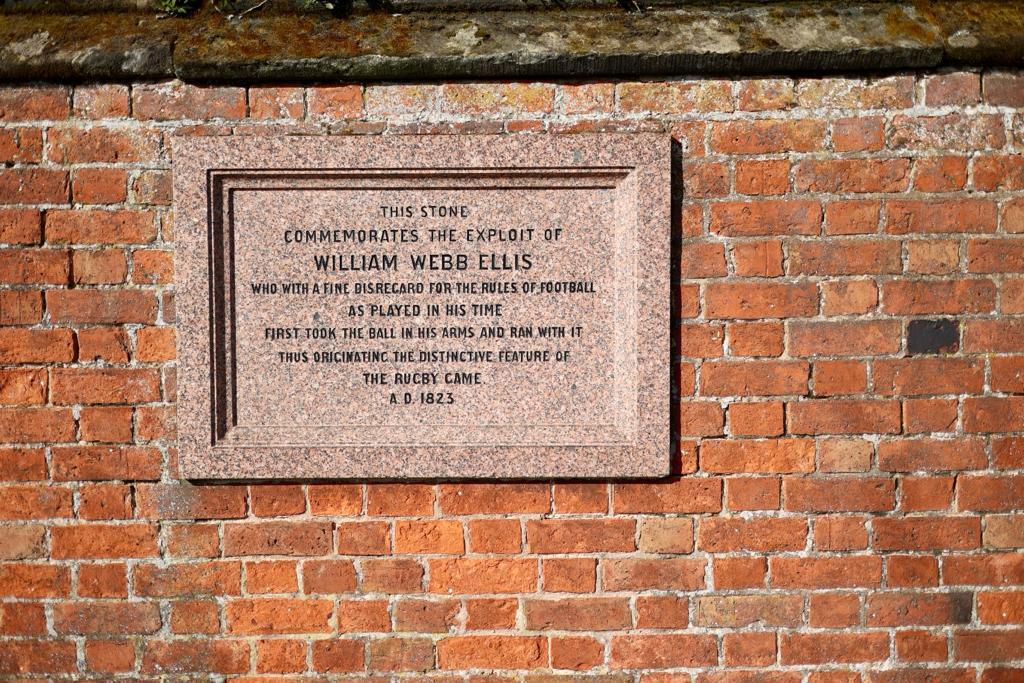 THIS STONE
COMMEMORATES THE EXPLOIT OF
WILLIAM WEBB ELLIS
WHO WITH A FINE DISREGARD FOR THE RULES OF FOOTBALL
AS PLAYED IN HIS TIME
FIRST TOOK THE BALL IN HIS ARMS AND RAN WITH IT
THUS ORIGINATING THE DISTINCTIVE FEATURE OF
THE RUGBY GAME.
A.D. 1823